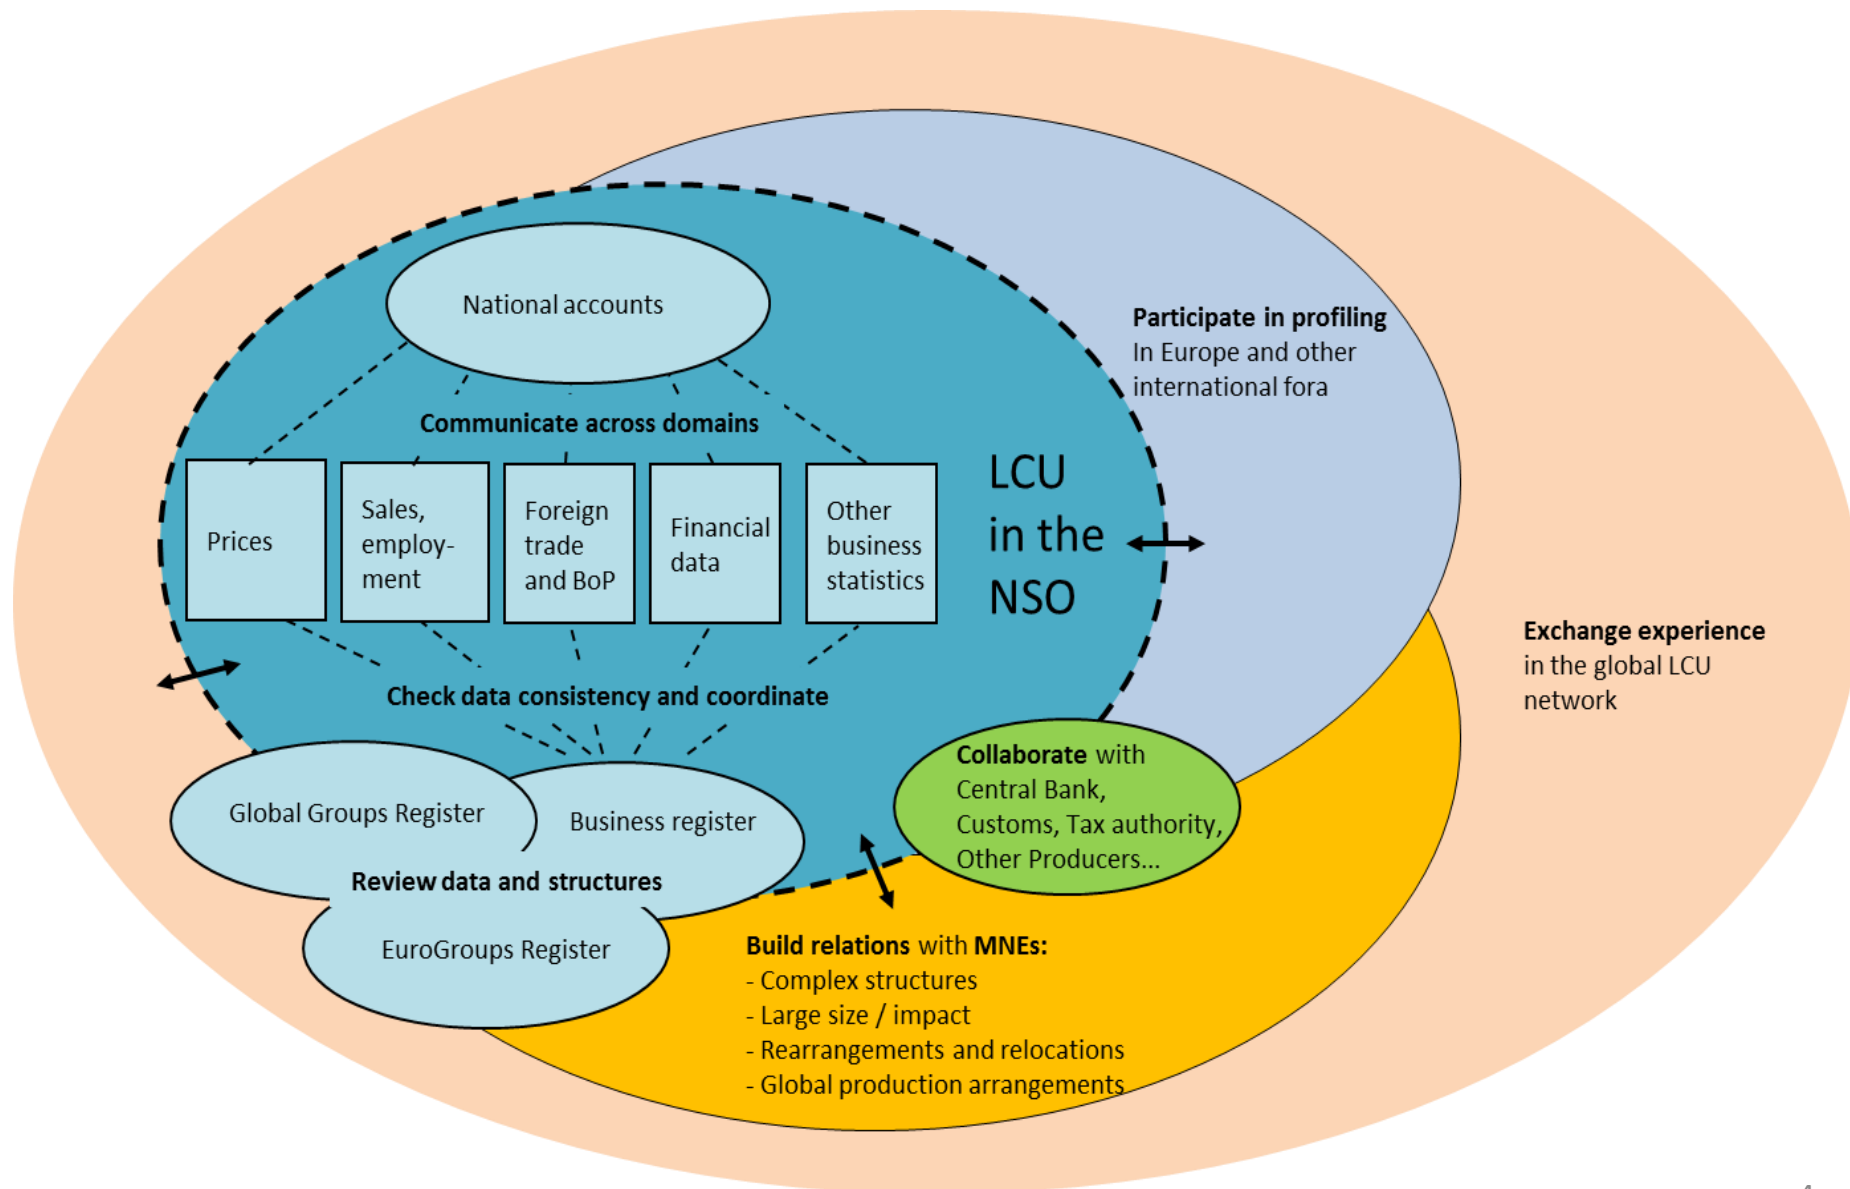 National accounts
Communicate across domains
Prices
Sales,
employ-
ment
Foreign
trade
and BoP
Financial
data
Other
business
statistics
LCU
in the
NSO
Participate in profiling
In Europe and other
international fora
Exchange experience
in the global LCU
network
Check data consistency and coordinate
Global Groups Register
Business register
Review data and structures
EuroGroups Register
Collaborate with
Central Bank,
Customs, Tax authority,
Other Producers...
Build relations with MNEs:
- Complex structures
- Large size / impact
- Rearrangements and relocations
- Global production arrangements